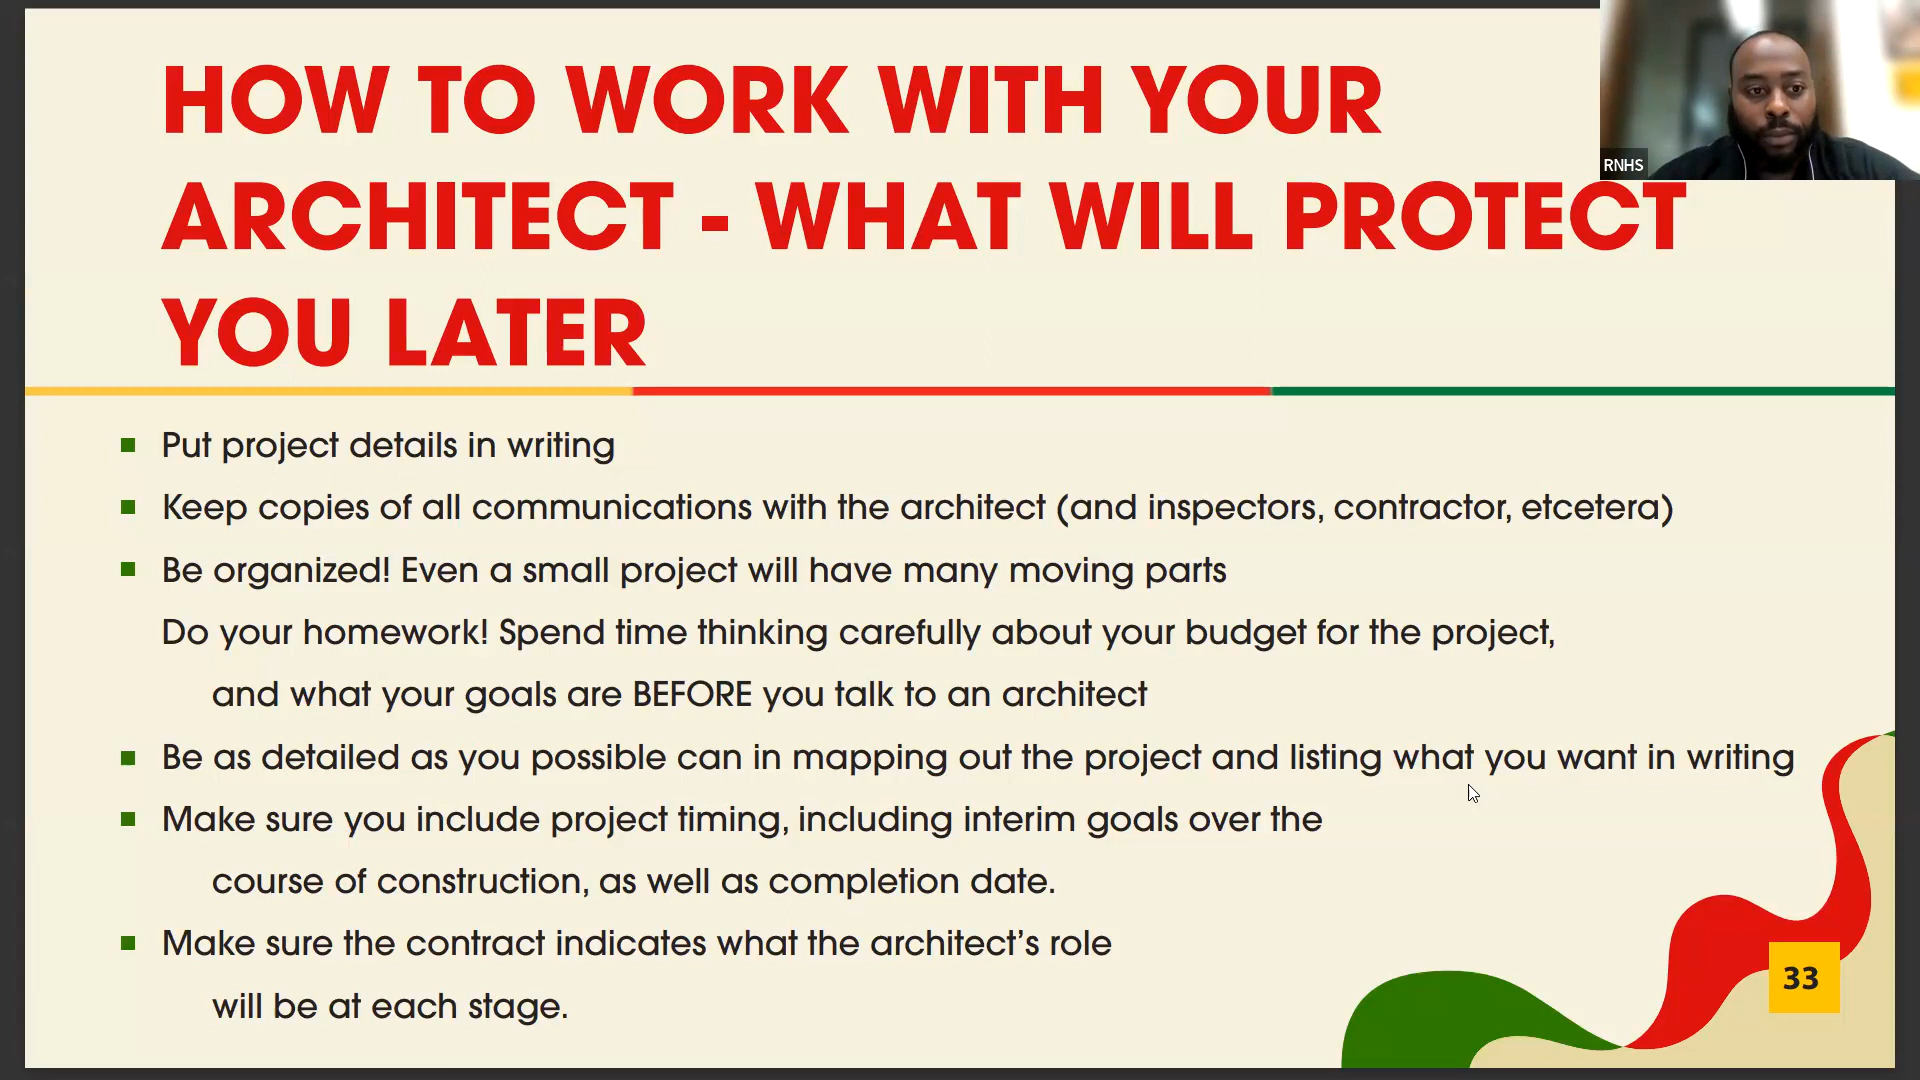 HOW TO WORK WITH YOUR
ARCHITECT - WHAT WILL PROTECT
YOU LATER
RNHS
Put project details in writing
Keep copies of all communications with the architect (and inspectors, contractor, etcetera)
Be organized! Even a small project will have many moving parts
Do your homework! Spend time thinking carefully about your budget for the project,
and what your goals are BEFORE you talk to an architect
Be as detailed as you possible can in mapping out the project and listing what you want in writing
Make sure you include project timing, including interim goals over the
course of construction, as well as completion date.
Make sure the contract indicates what the architect's role
will be at each stage.
33